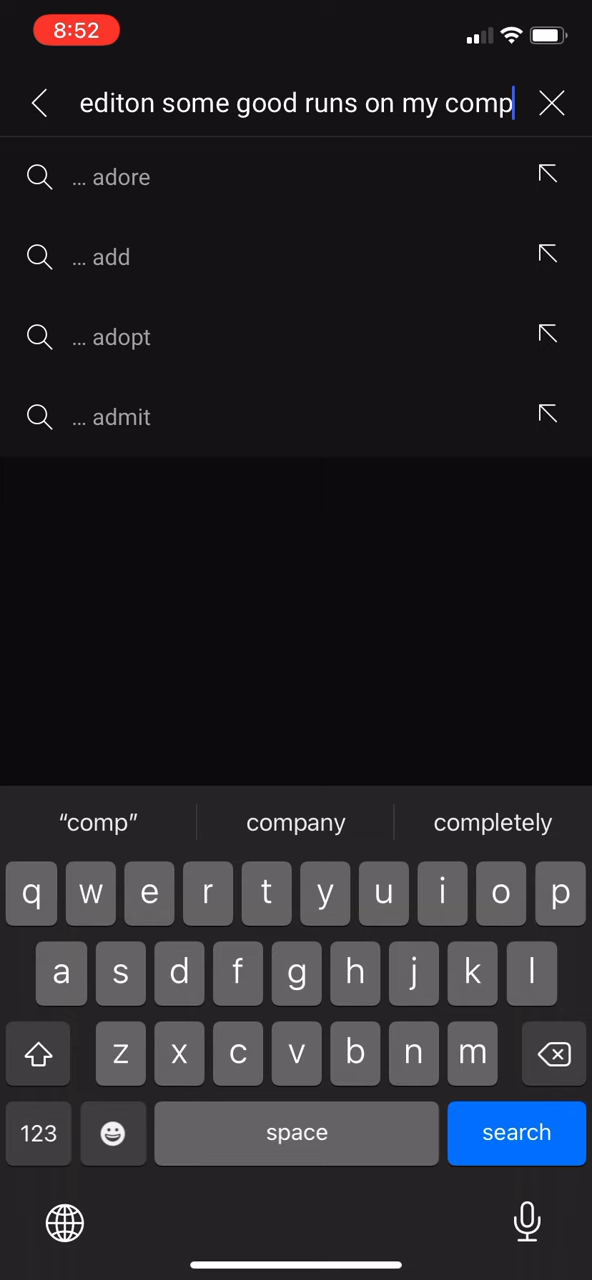 8:52
editon some good runs on my comp
... adore
... add
... adopt
... admit
“comp” company completely
q w e r t y u i o p
a s d f g h j k l
z x c v b n m
123 space search